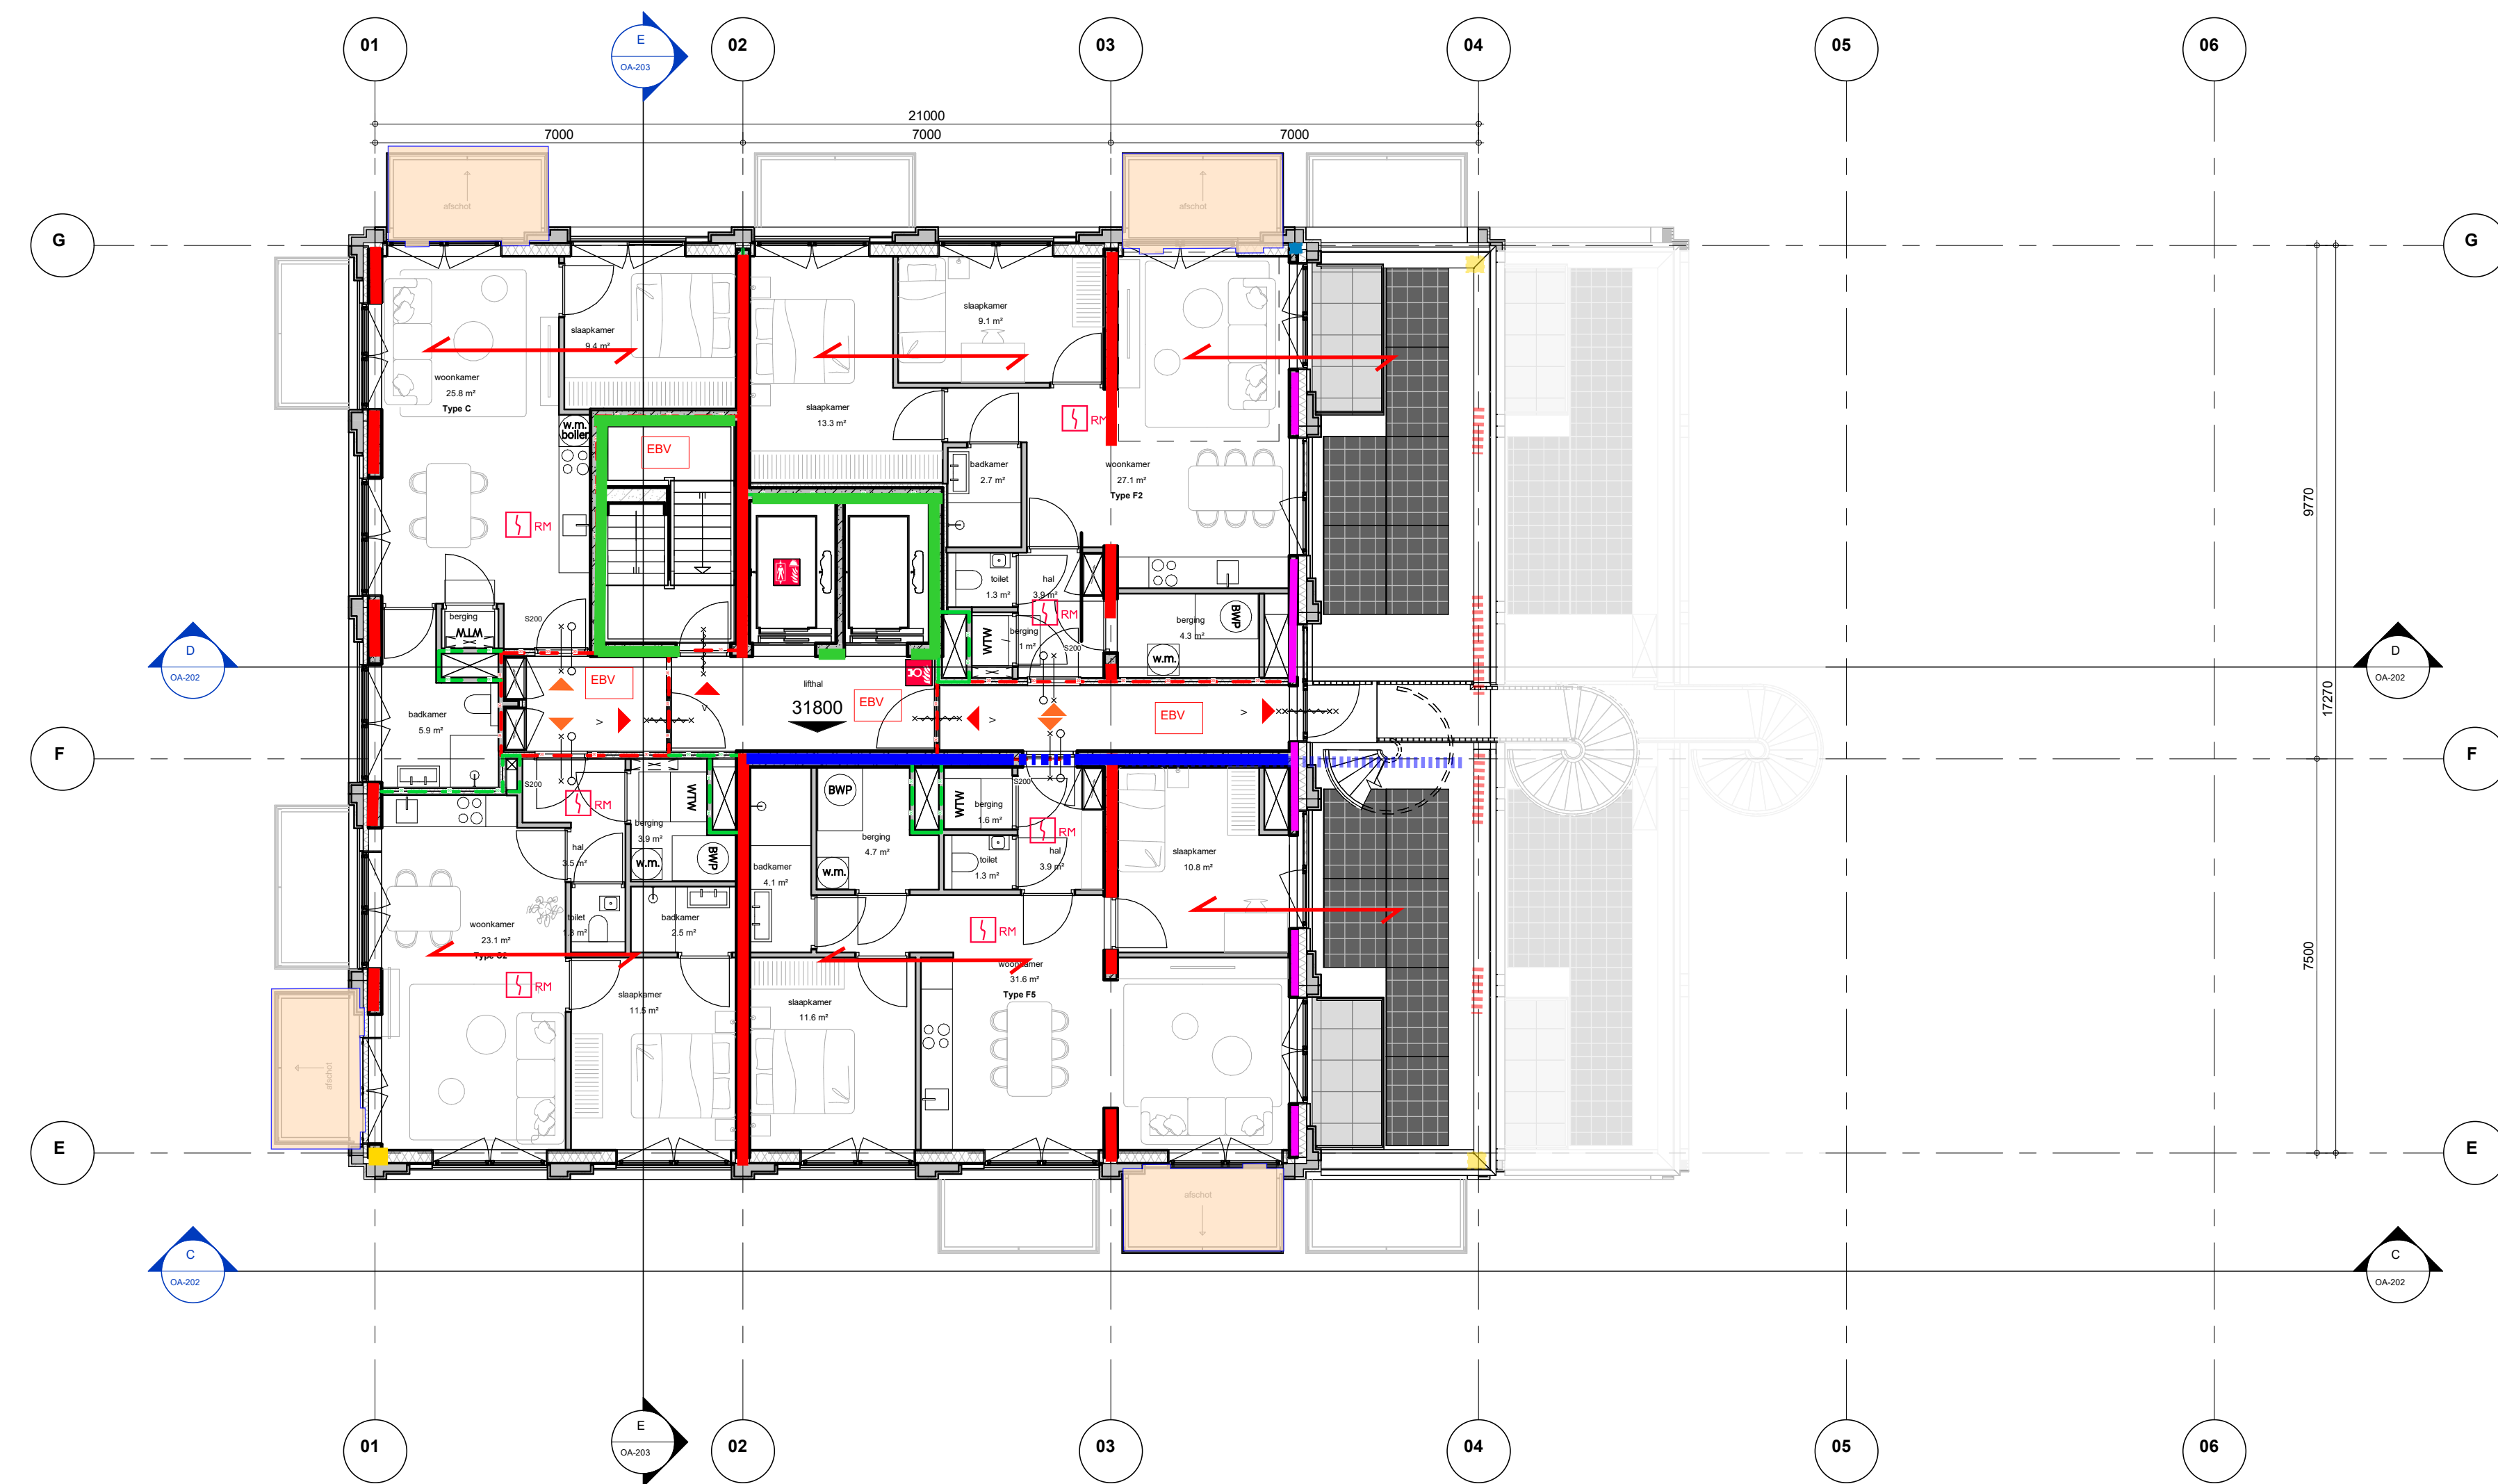 01
E
OA-203
02
03
04
05
06
21000
7000
7000
7000
afschot
afschot
G
G
slaapkamer
9.1 m²
slaapkamer
9.4 m²
woonkamer
25.8 m²
Type C
slaapkamer
13.3 m²
RM
w.m.
boiler
EBV
badkamer
2.7 m²
woonkamer
27.1 m²
Type F2
9770
RM
toilet
1.3 m²
hal
3.9 m²
RM
berging
WTW
S200
berging
1 m²
WTW
S200
berging
4.3 m²
BWP
w.m.
D
OA-202
D
OA-202
EBV
lifthal
31800
EBV
EBV
17270
badkamer
5.9 m²
F
F
S200
RM
WTW
berging
3.9 m²
BWP
w.m.
hal
3.5 m²
BWP
berging
4.7 m²
w.m.
S200
WTW
berging
1.6 m²
RM
toilet
1.3 m²
hal
3.9 m²
badkamer
4.1 m²
slaapkamer
10.8 m²
toilet
badkamer
2.5 m²
woonkamer
23.1 m²
RM
woonkamer
31.6 m²
Type F5
7500
RM
slaapkamer
11.5 m²
slaapkamer
11.6 m²
afschot
E
E
afschot
C
OA-202
C
OA-202
01
E
OA-203
02
03
04
05
06